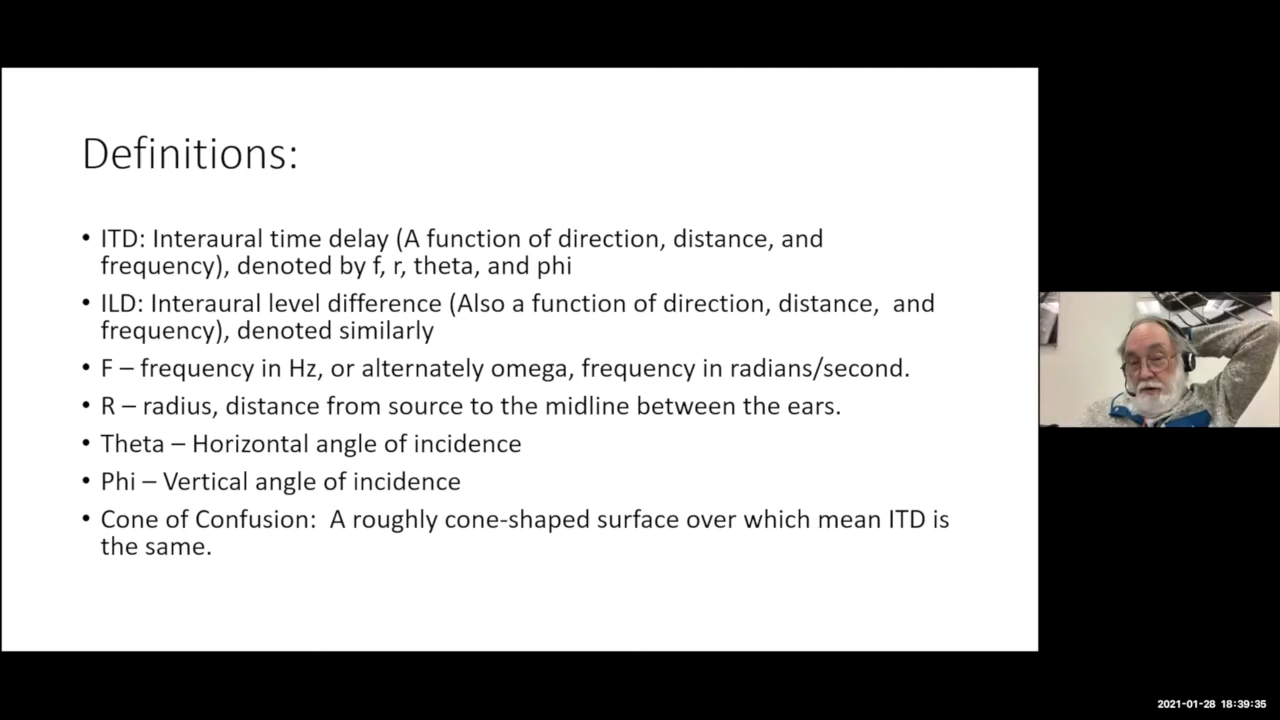 Definitions:
• ITD: Interaural time delay (A function of direction, distance, and
frequency), denoted by f, r, theta, and phi
• ILD: Interaural level difference (Also a function of direction, distance,  and
frequency), denoted similarly
• F – frequency in Hz, or alternately omega, frequency in radians/second.
• R – radius, distance from source to the midline between the ears.
• Theta – Horizontal angle of incidence
• Phi – Vertical angle of incidence
• Cone of Confusion:  A roughly cone-shaped surface over which mean ITD is
the same.
2021-01-28 18:39:35